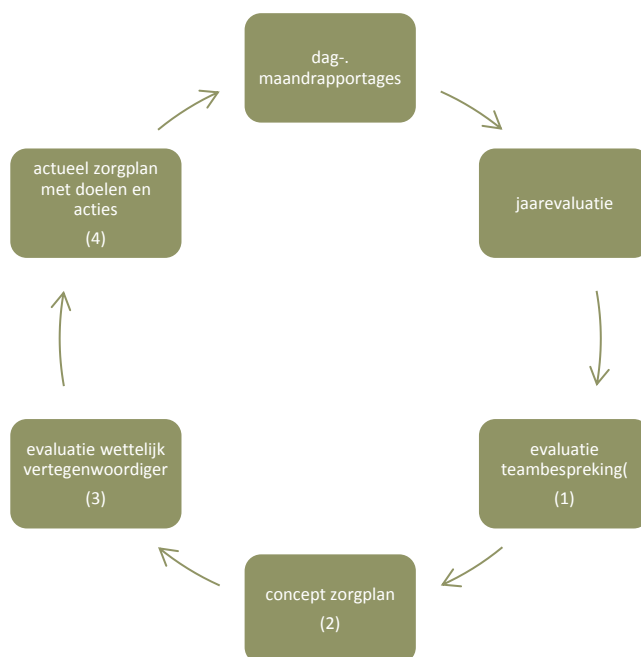 dag-.
maandrapportages
jaarevaluatie
evaluatie
teambespreking(
(1)
concept zorgplan
(2)
evaluatie wettelijk
vertegenwoordiger
(3)
actueel zorgplan
met doelen en
acties
(4)